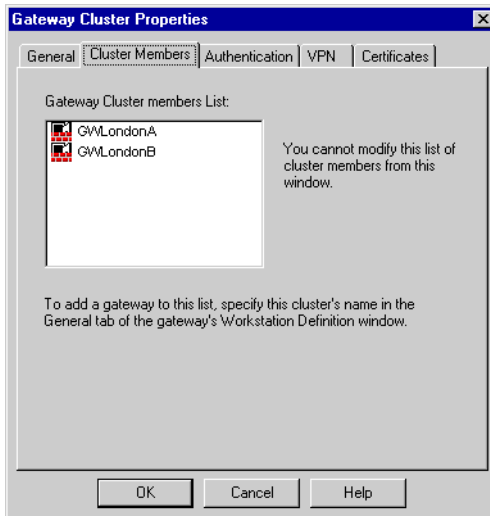 Gateway Cluster Properties
General Cluster Members Authentication VPN Certificates
Gateway Cluster members List:
GWLondonA
GWLondonB
You cannot modify this list of
cluster members from this
window.
To add a gateway to this list, specify this cluster's name in the
General tab of the gateway's Workstation Definition window.
OK Cancel Help